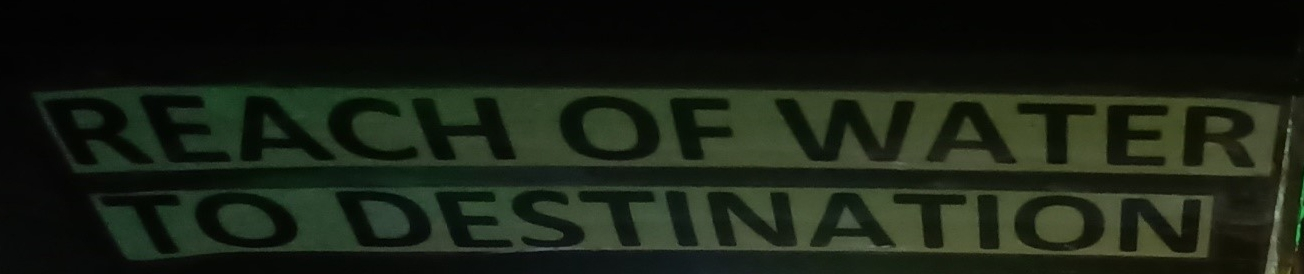 REACH OF WATER
TO DESTINATION